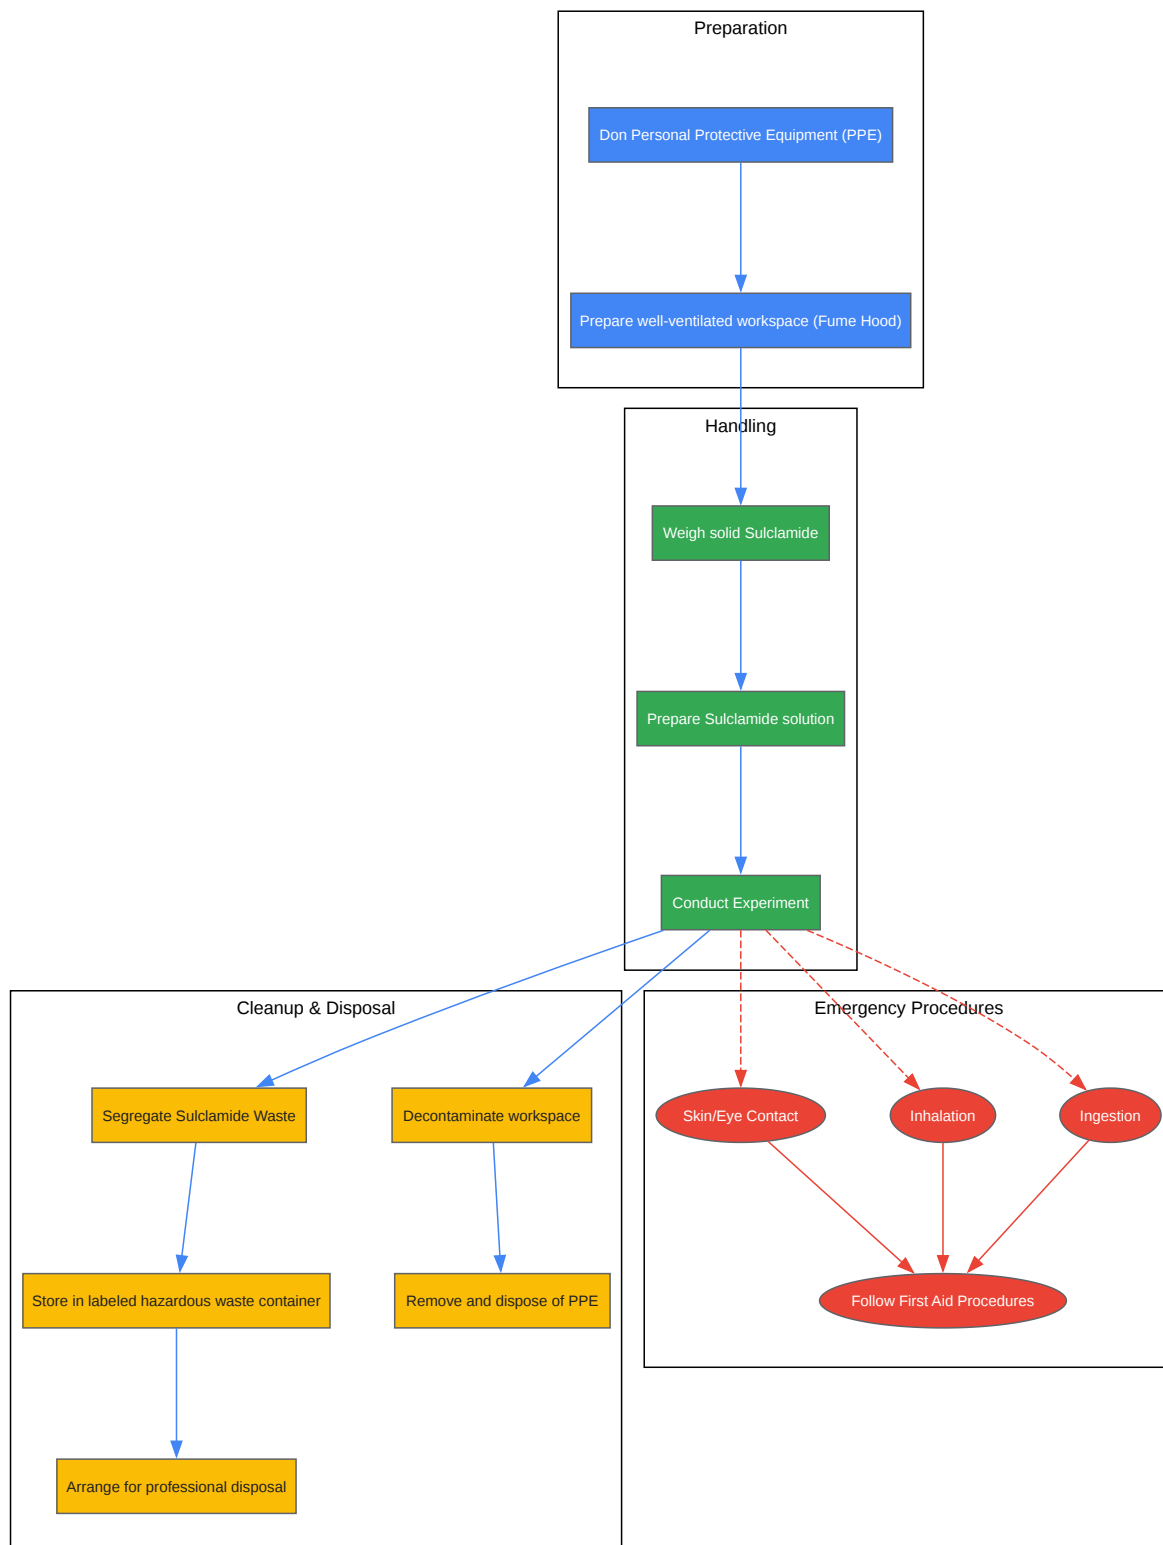 Preparation
Don Personal Protective Equipment (PPE)
Prepare well-ventilated workspace (Fume Hood)
Handling
Weigh solid Sulclamide
Prepare Sulclamide solution
Conduct Experiment
Cleanup & Disposal
Segregate Sulclamide Waste
Decontaminate workspace
Store in labeled hazardous waste container
Remove and dispose of PPE
Arrange for professional disposal
Emergency Procedures
Skin/Eye Contact
Inhalation
Ingestion
Follow First Aid Procedures